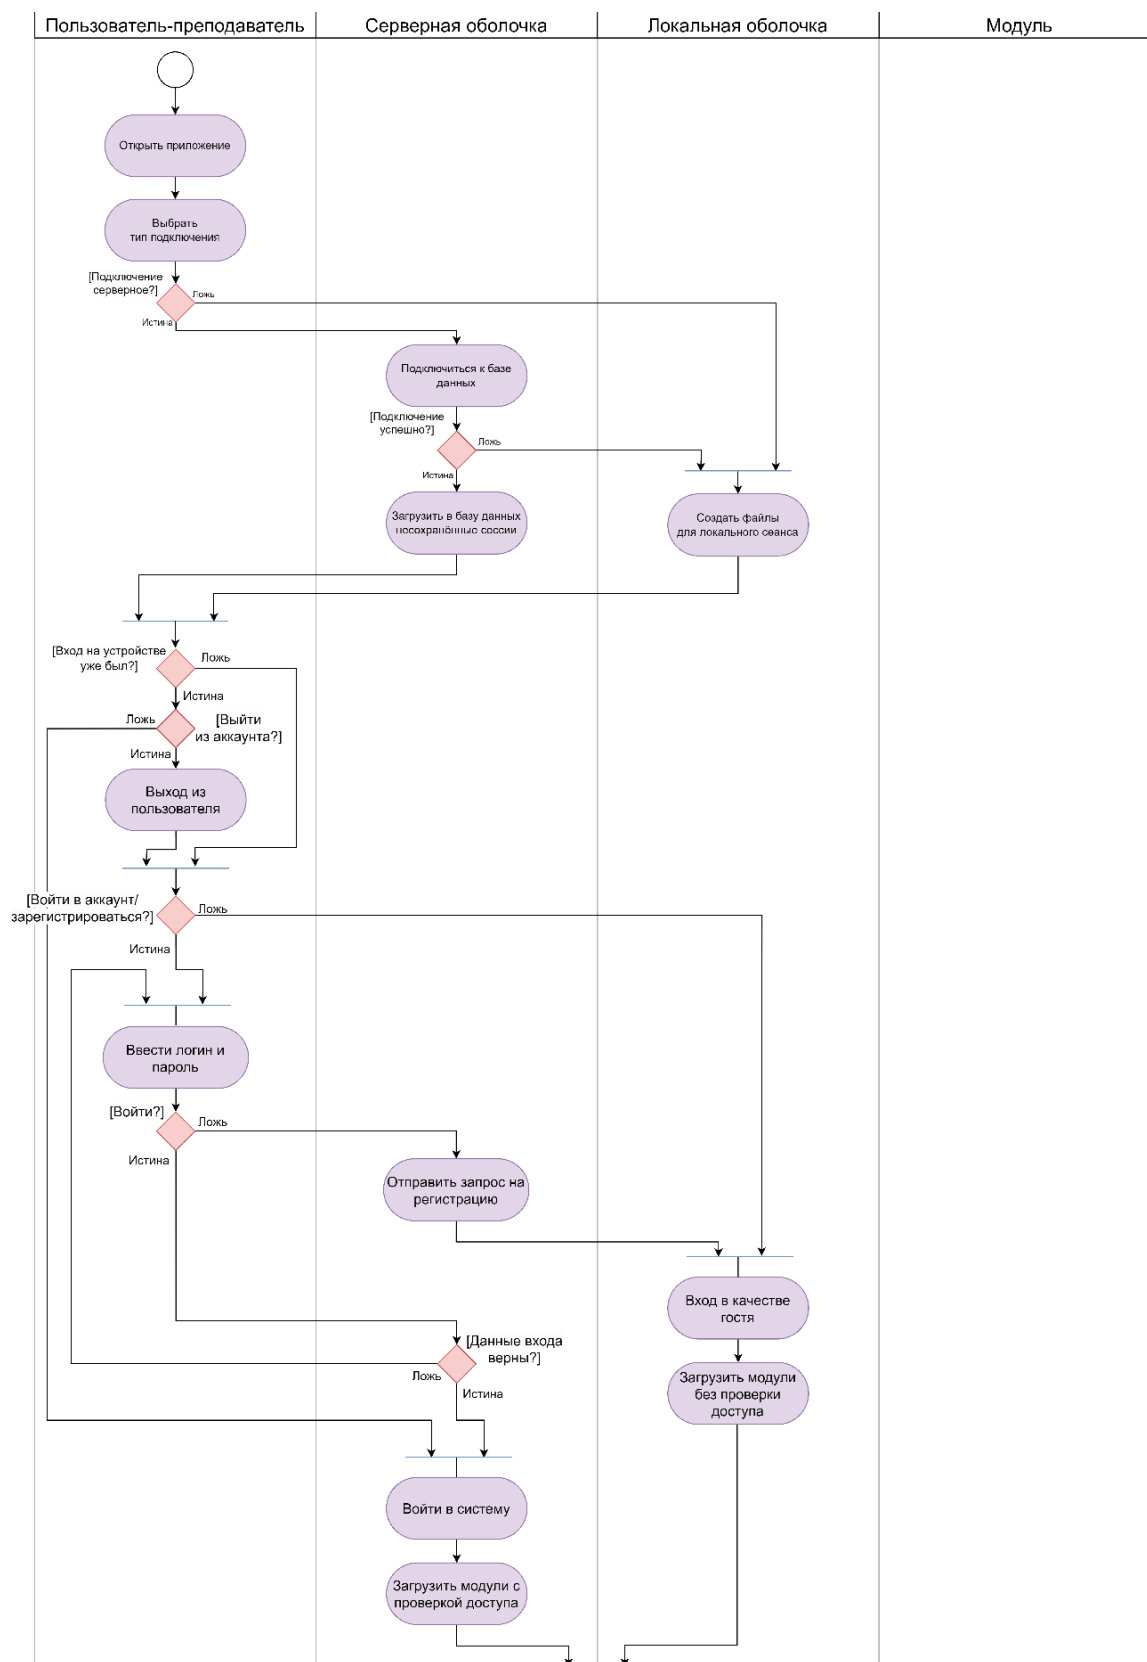 Пользователь-преподаватель
Серверная оболочка
Локальная оболочка
Модуль
Открыть приложение
Выбрать
тип подключения
[Подключение
серверное?]
Ложь
Истина
Подключиться к базе
данных
[Подключение
успешно?]
Ложь
Истина
Загрузить в базу данных
несохранённые сессии
Создать файлы
для локального сеанса
[Вход на устройстве
уже был?]
Ложь
Истина
Ложь
[Выйти
из аккаунта?]
Истина
Выход из
пользователя
[Войти в аккаунт/
зарегистрироваться?]
Ложь
Истина
Ввести логин и
пароль
[Войти?]
Ложь
Истина
Отправить запрос на
регистрацию
Вход в качестве
гостя
[Данные входа
верны?]
Ложь
Истина
Загрузить модули
без проверки
доступа
Войти в систему
Загрузить модули с
проверкой доступа